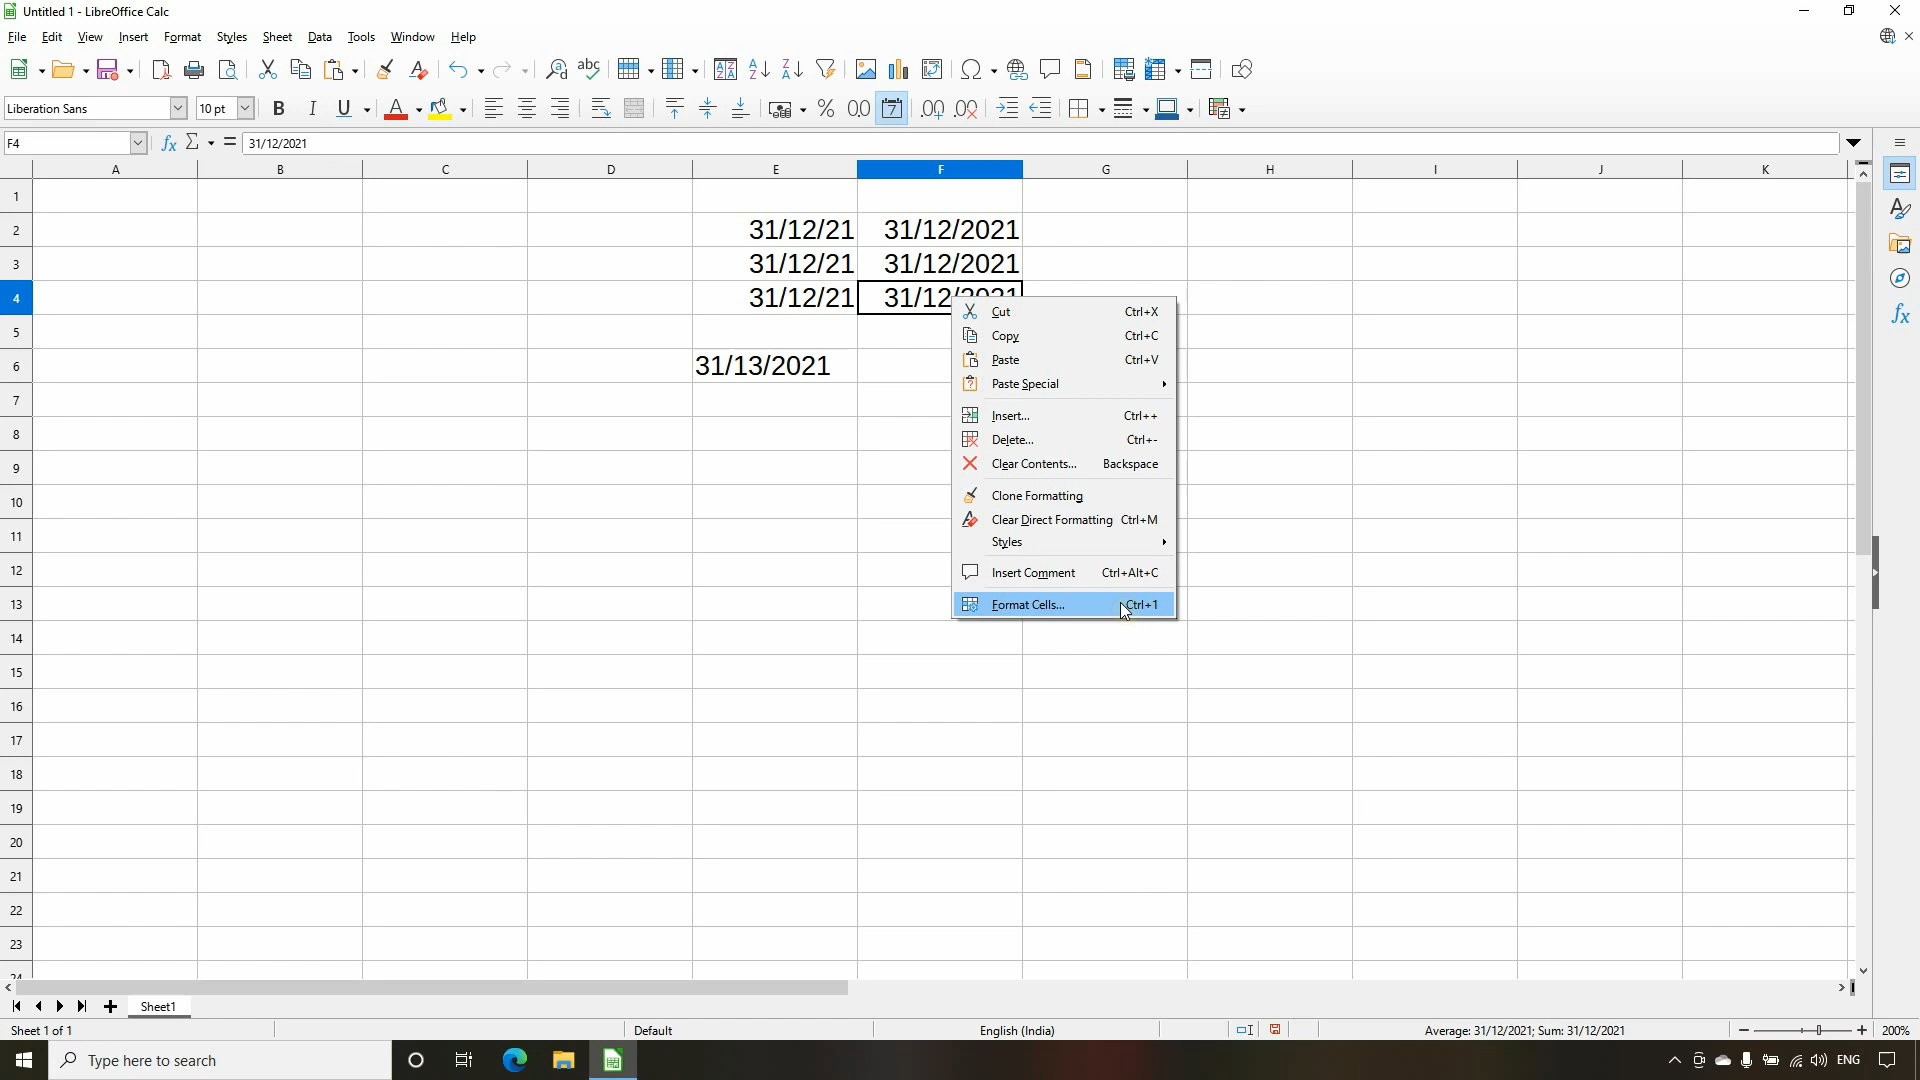 Untitled 1 - LibreOffice Calc
File Edit View Insert Format Styles Sheet Data Tools Window Help
Liberation Sans 10 pt
F4 31/12/2021
A B C D E F G H I J K
1
2 31/12/21 31/12/2021
3 31/12/21 31/12/2021
4 31/12/21 31/12/2021
Cut Ctrl+X
5
Copy Ctrl+C
Paste Ctrl+V
6 31/13/2021
Paste Special
7
Insert... Ctrl++
8
Delete... Ctrl+-
9
Clear Contents... Backspace
10
Clone Formatting
11
Clear Direct Formatting Ctrl+M
Styles
12
Insert Comment Ctrl+Alt+C
13
Format Cells... Ctrl+1
14
15
16
17
18
19
20
21
22
23
24
Sheet1
Sheet 1 of 1 Default English (India) Average: 31/12/2021; Sum: 31/12/2021 200%
Type here to search ENG